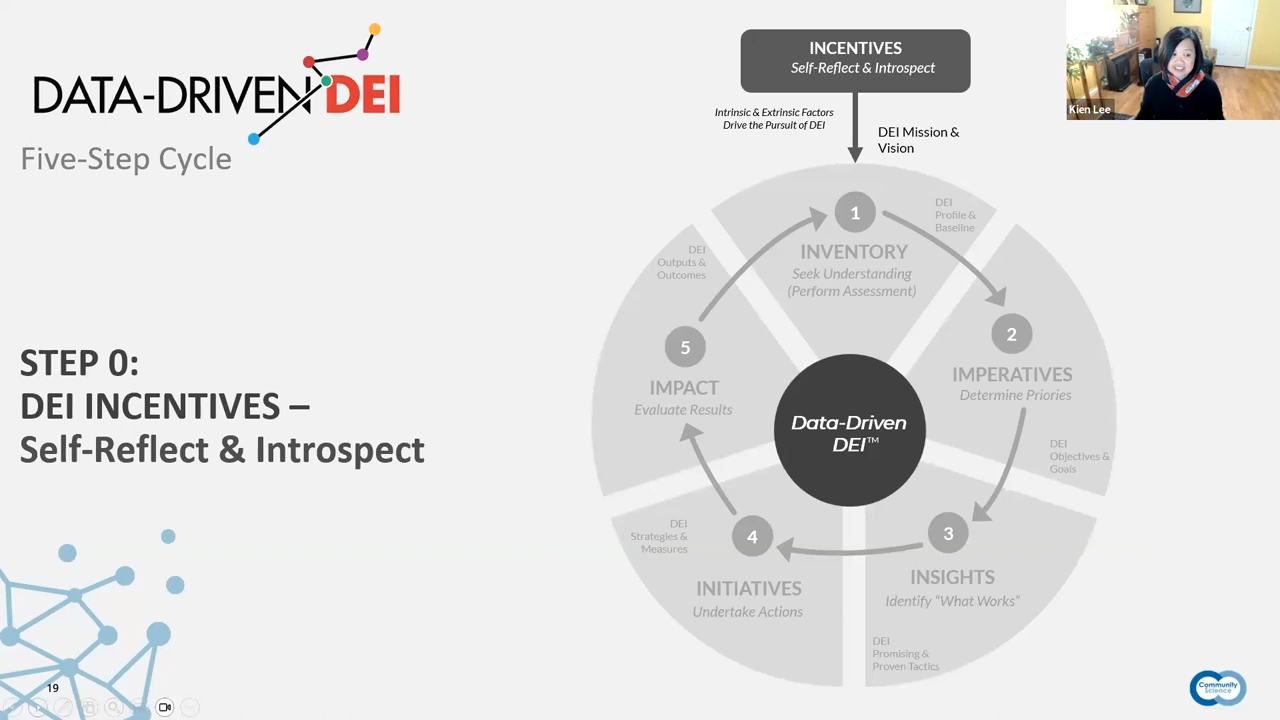 DATA-DRIVEN DEI
Five-Step Cycle
STEP 0:
DEI INCENTIVES –
Self-Reflect & Introspect
19
INCENTIVES
Self-Reflect & Introspect
Intrinsic & Extrinsic Factors
Drive the Pursuit of DEI
DEI Mission &
Vision
1
INVENTORY
Seek Understanding
(Perform Assessment)
DEI
Profile &
Baseline
2
IMPERATIVES
Determine Priories
DEI
Objectives &
Goals
3
INSIGHTS
Identify “What Works”
DEI
Promising &
Proven Tactics
4
INITIATIVES
Undertake Actions
DEI
Strategies &
Measures
5
IMPACT
Evaluate Results
DEI
Outputs &
Outcomes
Data-Driven
DEI™
Kien Lee
Community
Science